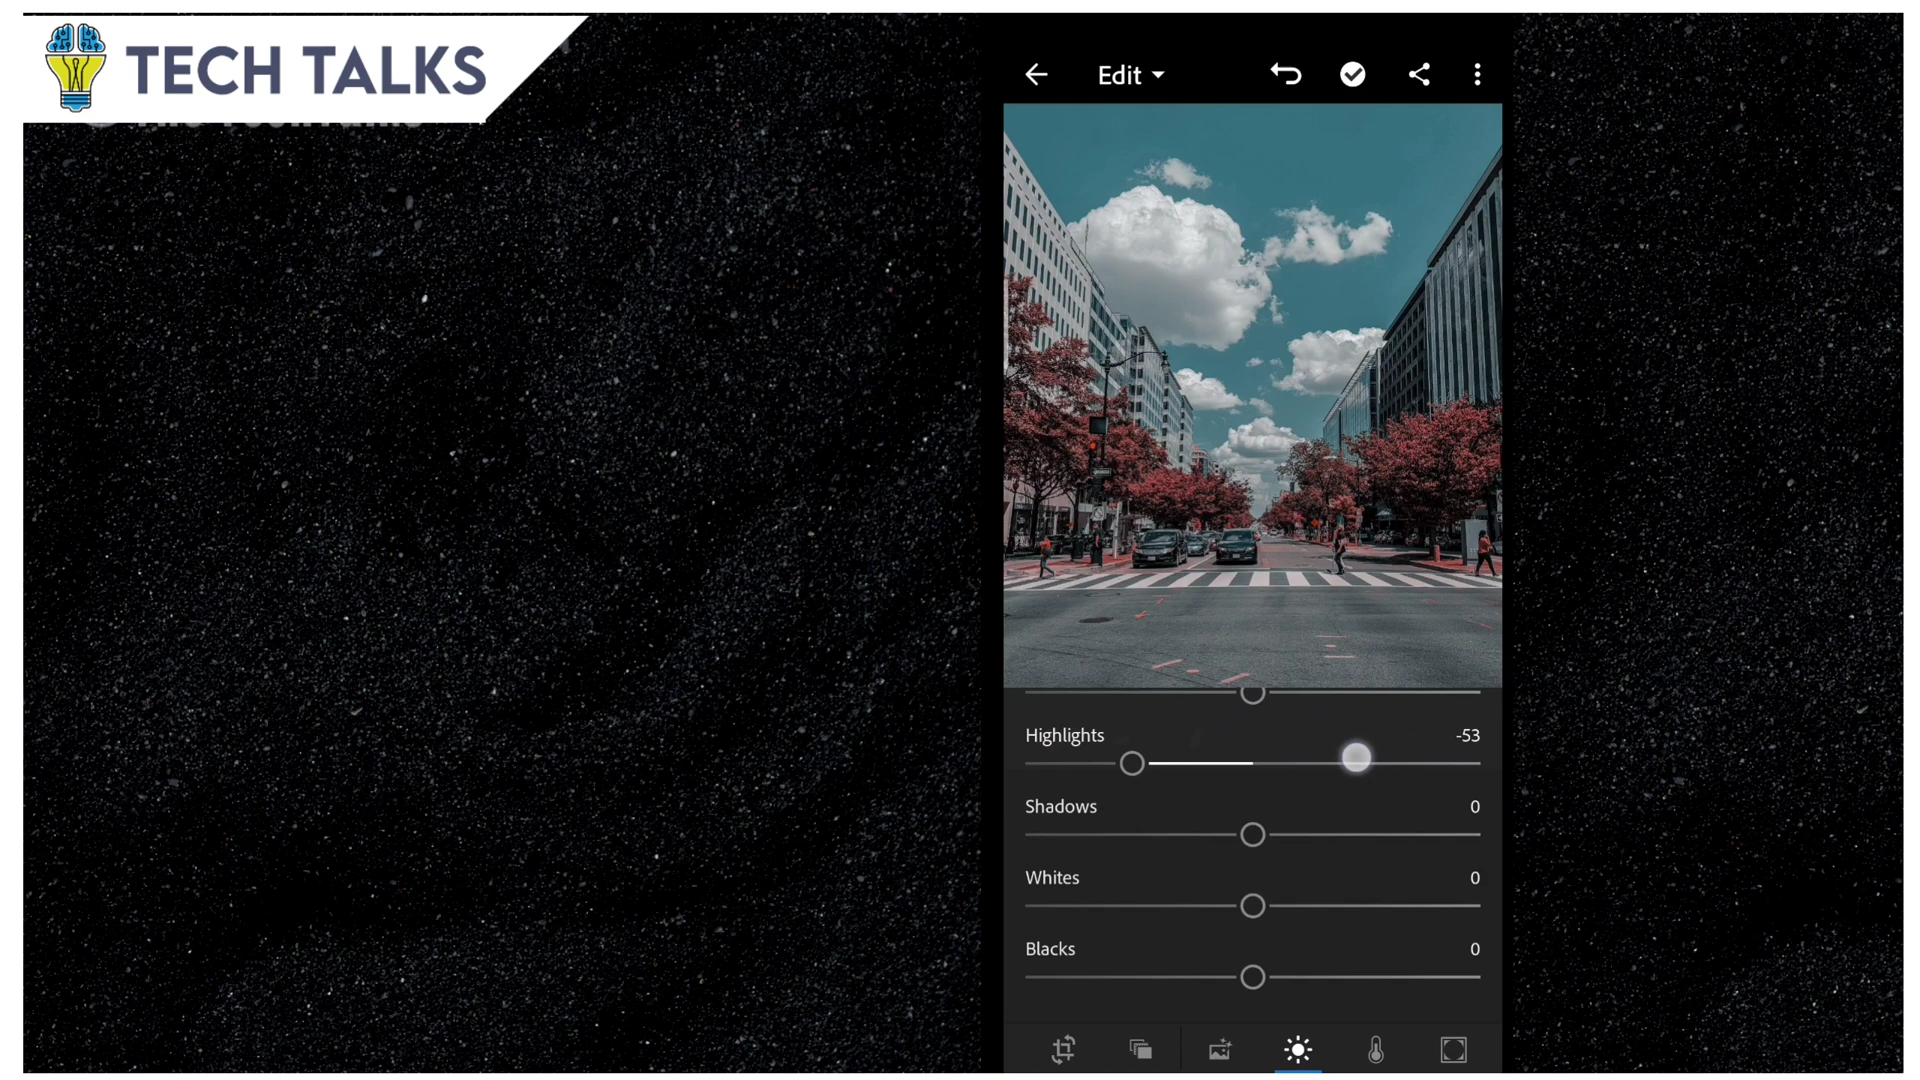 TECH TALKS
Edit
Highlights -53
Shadows 0
Whites 0
Blacks 0